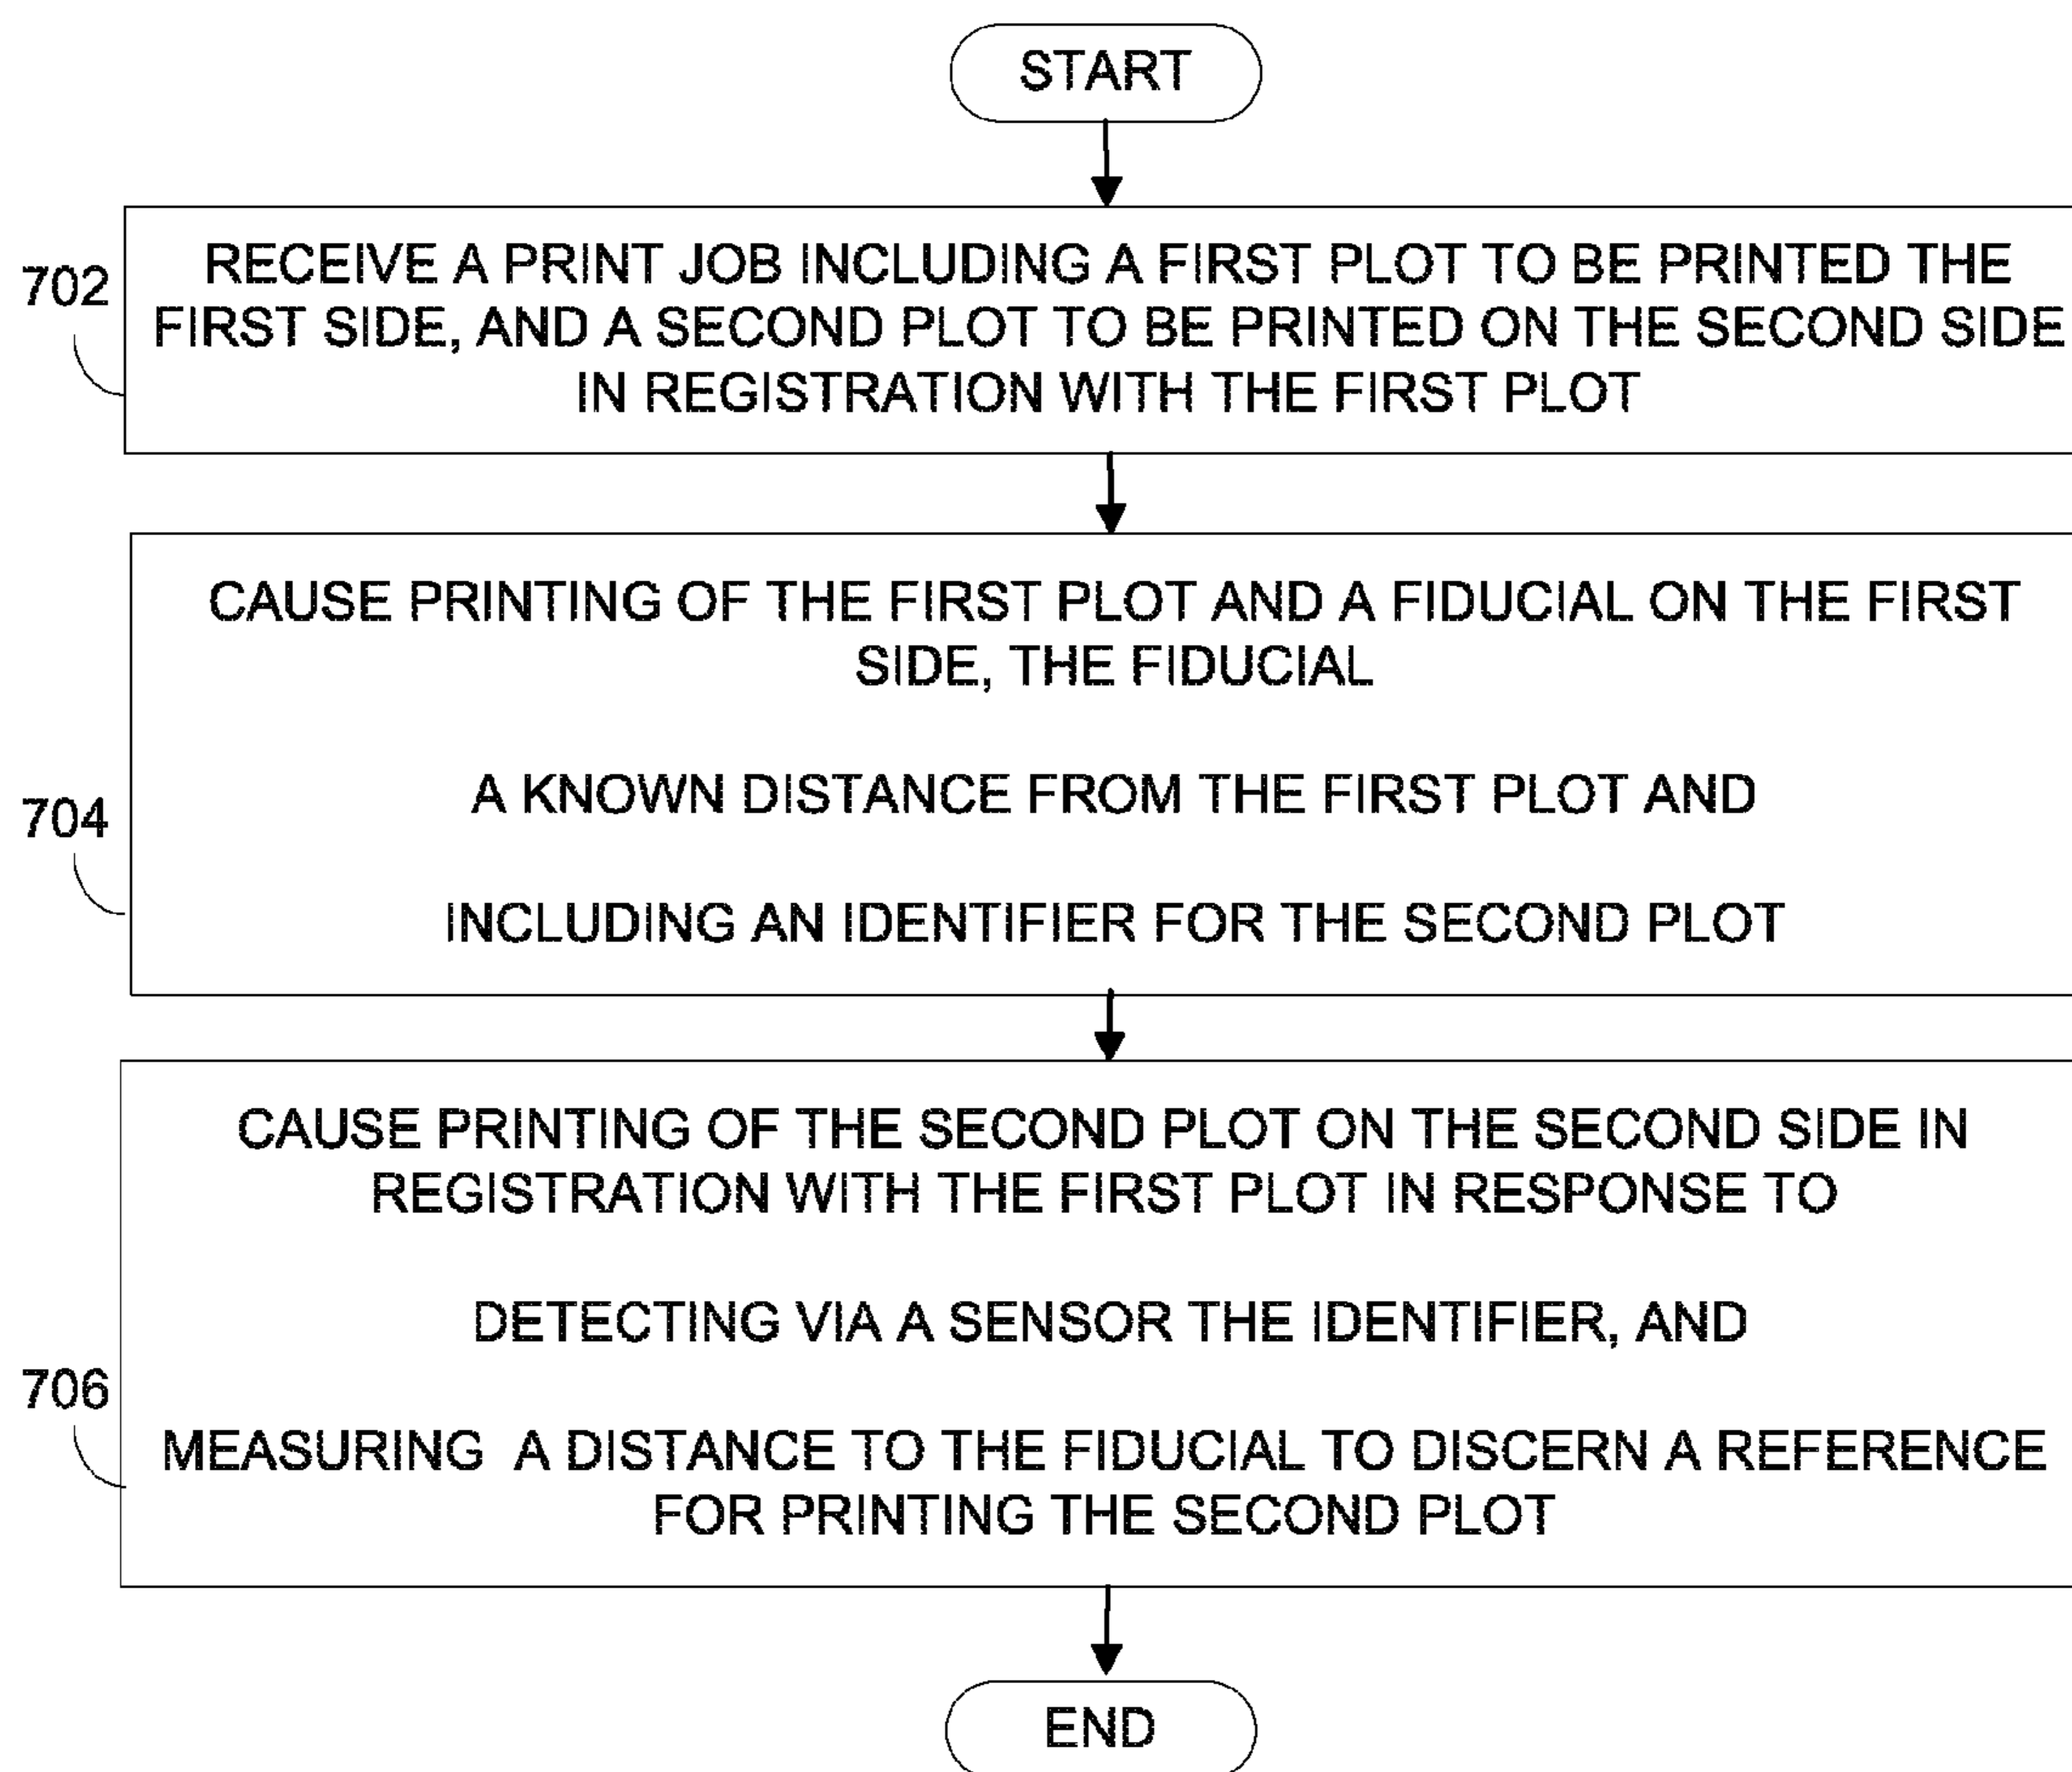 START
702
RECEIVE A PRINT JOB INCLUDING A FIRST PLOT TO BE PRINTED THE
FIRST SIDE, AND A SECOND PLOT TO BE PRINTED ON THE SECOND SIDE
IN REGISTRATION WITH THE FIRST PLOT
704
CAUSE PRINTING OF THE FIRST PLOT AND A FIDUCIAL ON THE FIRST
SIDE, THE FIDUCIAL
A KNOWN DISTANCE FROM THE FIRST PLOT AND
INCLUDING AN IDENTIFIER FOR THE SECOND PLOT
706
CAUSE PRINTING OF THE SECOND PLOT ON THE SECOND SIDE IN
REGISTRATION WITH THE FIRST PLOT IN RESPONSE TO
DETECTING VIA A SENSOR THE IDENTIFIER, AND
MEASURING A DISTANCE TO THE FIDUCIAL TO DISCERN A REFERENCE
FOR PRINTING THE SECOND PLOT
END